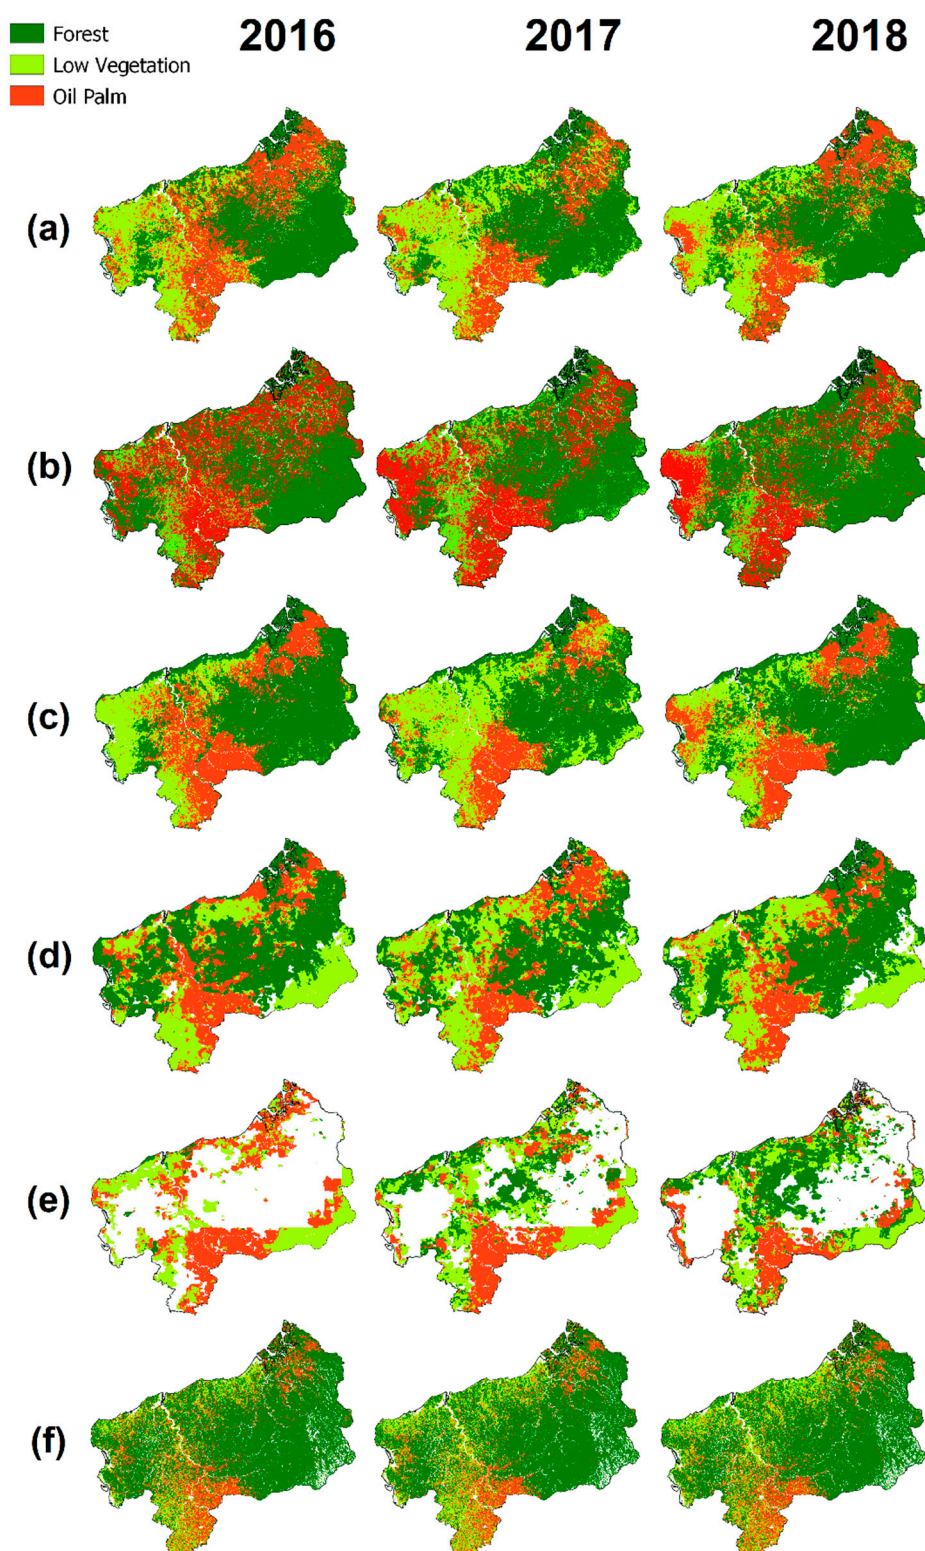 Forest
Low Vegetation
Oil Palm
2016 2017 2018
(a)
(b)
(c)
(d)
(e)
(f)